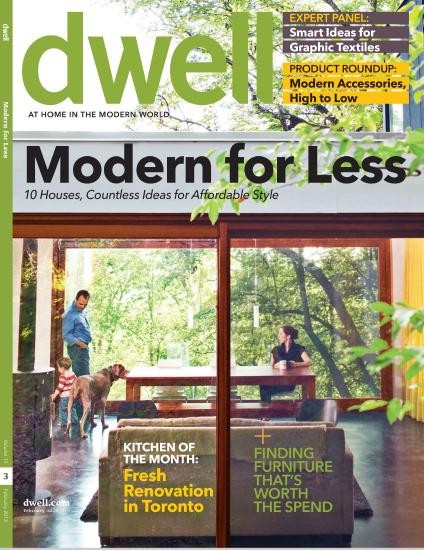 dwell
EXPERT PANEL:
Smart Ideas for
Graphic Textiles
PRODUCT ROUNDUP:
Modern Accessories,
High to Low
AT HOME IN THE MODERN WORLD
Modern for Less
10 Houses, Countless Ideas for Affordable Style
KITCHEN OF
THE MONTH:
Fresh
Renovation
in Toronto
+
FINDING
FURNITURE
THAT'S
WORTH
THE SPEND
dwell.com
dwell
Modern for Less
3